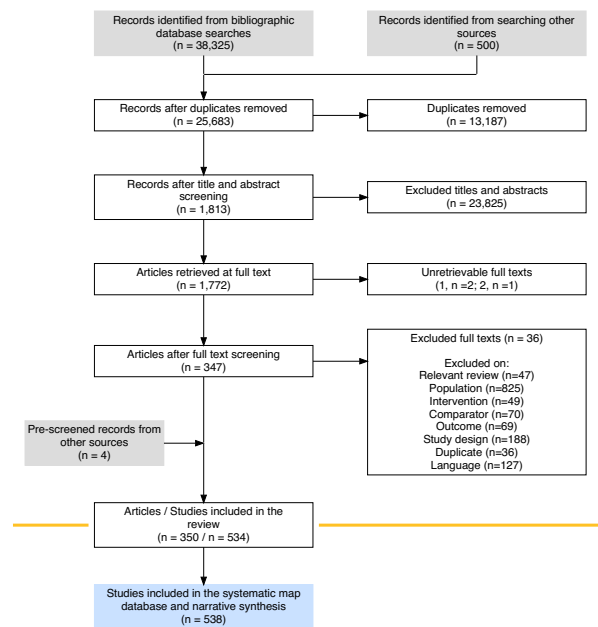 Records identified from bibliographic
database searches
(n = 38,325)
Records identified from searching other
sources
(n = 500)
Records after duplicates removed
(n = 25,683)
Duplicates removed
(n = 13,187)
Records after title and abstract
screening
(n = 1,813)
Excluded titles and abstracts
(n = 23,825)
Articles retrieved at full text
(n = 1,772)
Unretrievable full texts
(1, n =2; 2, n =1)
Articles after full text screening
(n = 347)
Excluded full texts (n = 36)
Excluded on:
Relevant review (n=47)
Population (n=825)
Intervention (n=49)
Comparator (n=70)
Outcome (n=69)
Study design (n=188)
Duplicate (n=36)
Language (n=127)
Pre-screened records from
other sources
(n = 4)
Articles / Studies included in the
review
(n = 350 / n = 534)
Studies included in the systematic map
database and narrative synthesis
(n = 538)